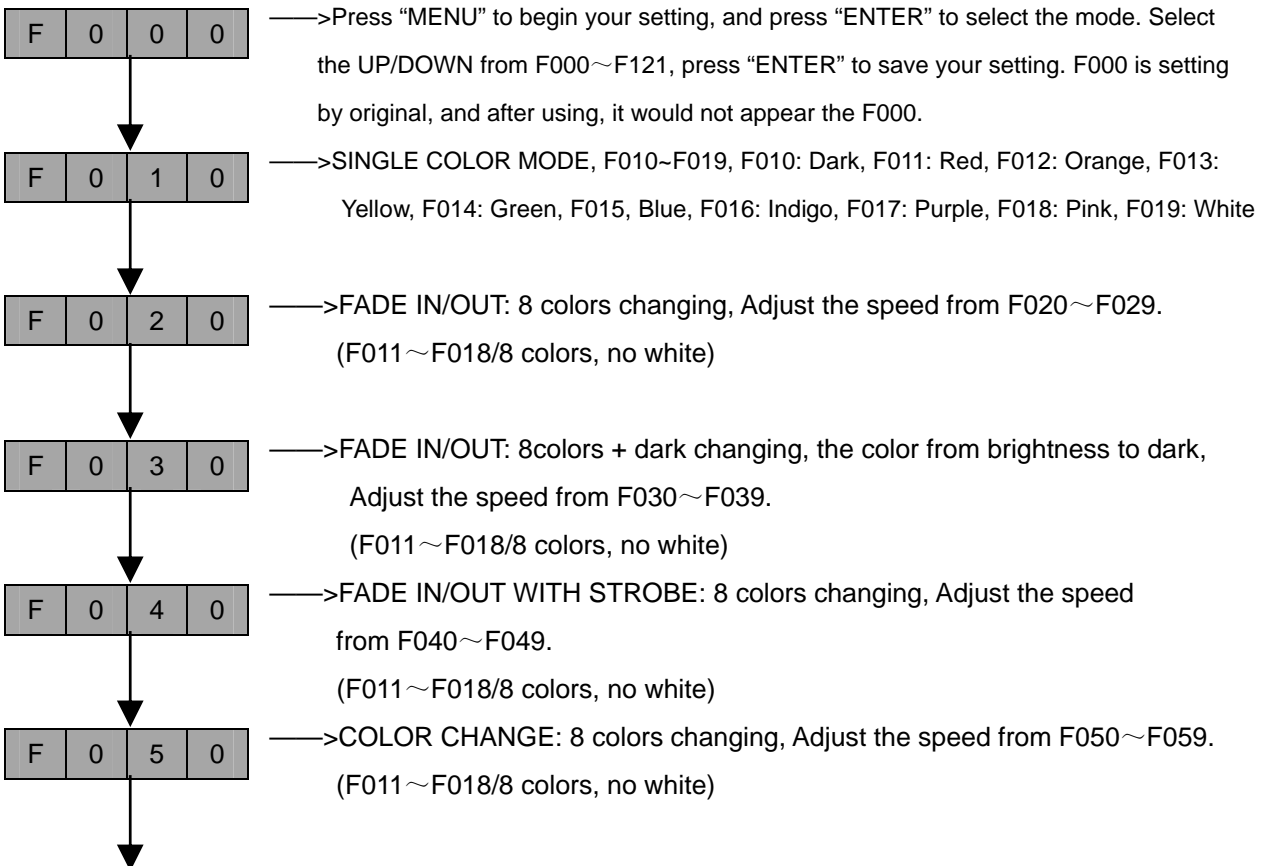 F 0 0 0
——>Press “MENU” to begin your setting, and press “ENTER” to select the mode. Select
the UP/DOWN from F000～F121, press “ENTER” to save your setting. F000 is setting
by original, and after using, it would not appear the F000.
F 0 1 0
——>SINGLE COLOR MODE, F010~F019, F010: Dark, F011: Red, F012: Orange, F013:
Yellow, F014: Green, F015, Blue, F016: Indigo, F017: Purple, F018: Pink, F019: White
F 0 2 0
——>FADE IN/OUT: 8 colors changing, Adjust the speed from F020～F029.
(F011～F018/8 colors, no white)
F 0 3 0
——>FADE IN/OUT: 8colors + dark changing, the color from brightness to dark,
Adjust the speed from F030～F039.
(F011～F018/8 colors, no white)
F 0 4 0
——>FADE IN/OUT WITH STROBE: 8 colors changing, Adjust the speed
from F040～F049.
(F011～F018/8 colors, no white)
F 0 5 0
——>COLOR CHANGE: 8 colors changing, Adjust the speed from F050～F059.
(F011～F018/8 colors, no white)